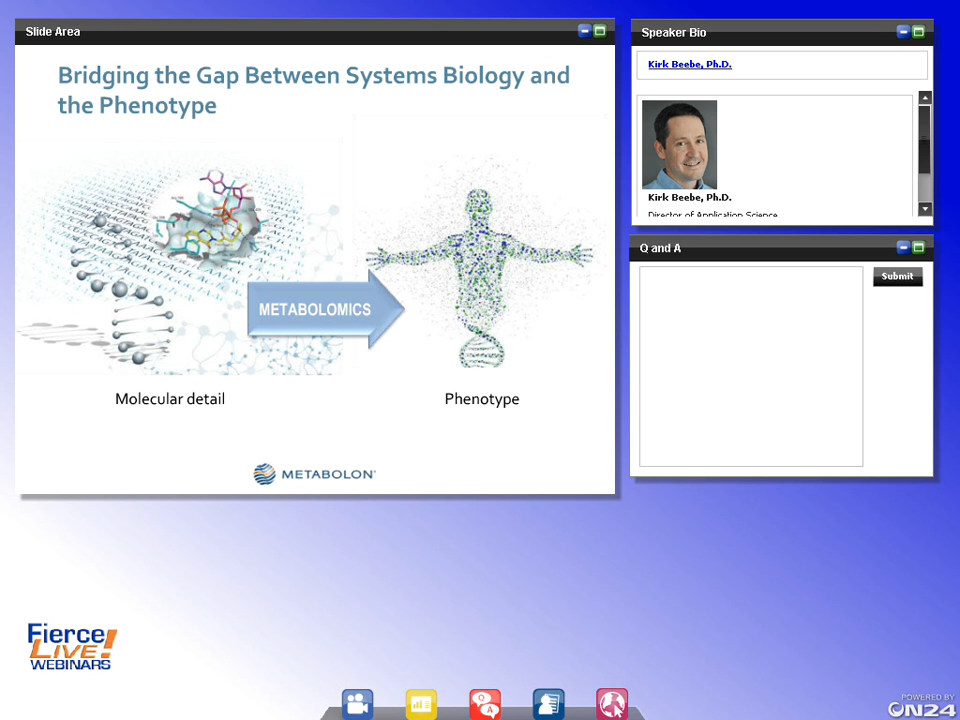 Slide Area
Bridging the Gap Between Systems Biology and
the Phenotype
METABOLOMICS
Molecular detail
Phenotype
METABOLON
Speaker Bio
Kirk Beebe, Ph.D.
Kirk Beebe, Ph.D.
Director of Application Science
Q and A
Submit
Fierce
LIVE!
WEBINARS
Q
A
POWERED BY
ON24